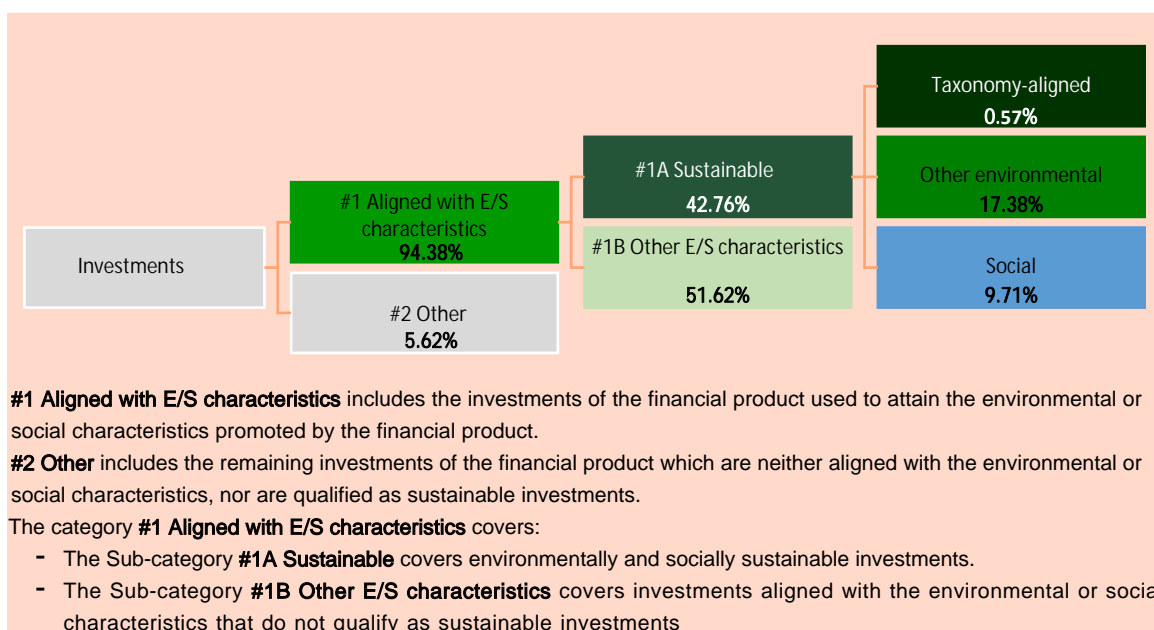 Taxonomy-aligned
0.57%
#1A Sustainable
42.76%
Other environmental
17.38%
#1 Aligned with E/S
characteristics
94.38%
#1B Other E/S characteristics
51.62%
Investments
Social
9.71%
#2 Other
5.62%
#1 Aligned with E/S characteristics includes the investments of the financial product used to attain the environmental or
social characteristics promoted by the financial product.
#2 Other includes the remaining investments of the financial product which are neither aligned with the environmental or
social characteristics, nor are qualified as sustainable investments.
The category #1 Aligned with E/S characteristics covers:
- The Sub-category #1A Sustainable covers environmentally and socially sustainable investments.
- The Sub-category #1B Other E/S characteristics covers investments aligned with the environmental or socia
characteristics that do not qualify as sustainable investments